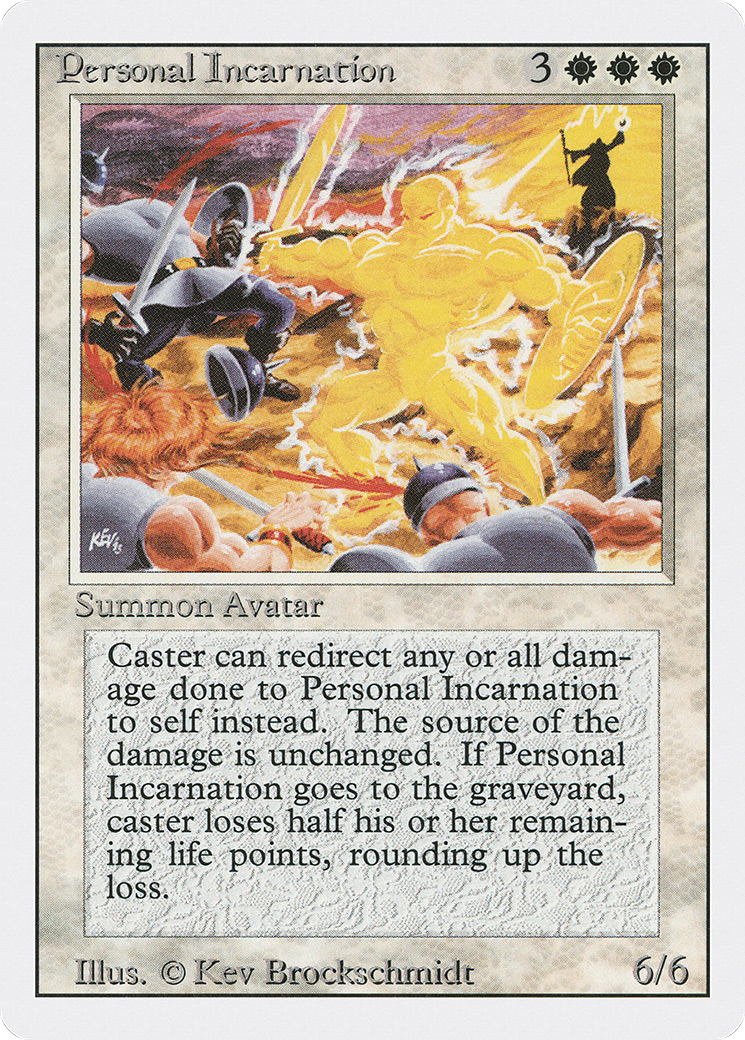 Personal Incarnation 3
KEV 93
Summon Avatar
Caster can redirect any or all dam-
age done to Personal Incarnation
to self instead. The source of the
damage is unchanged. If Personal
Incarnation goes to the graveyard,
caster loses half his or her remain-
ing life points, rounding up the
loss.
Illus. © Kev Brockschmidt 6/6